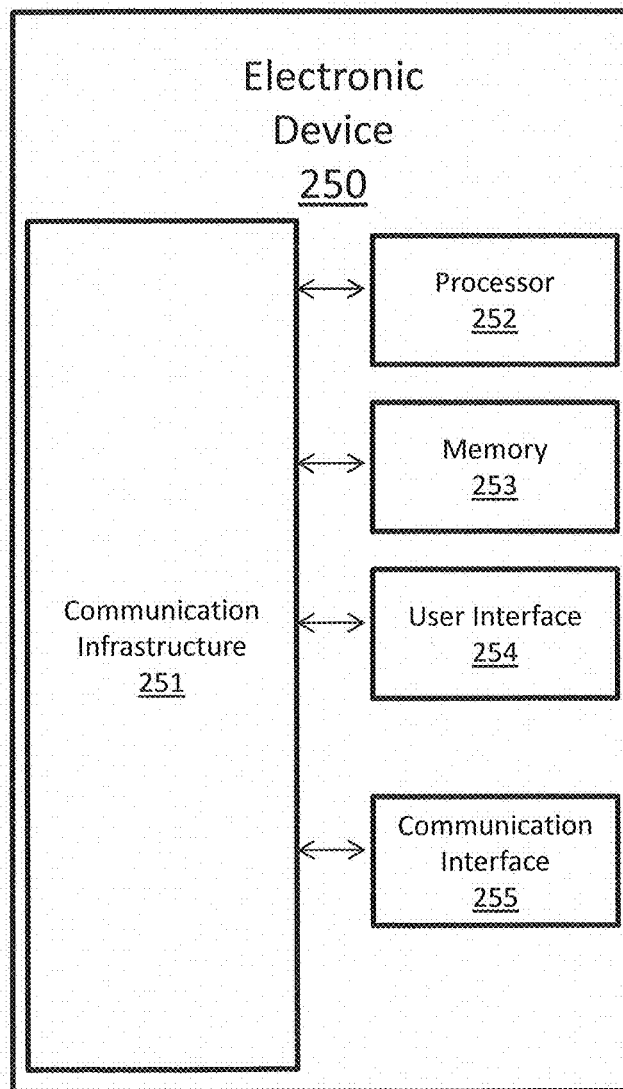 Electronic
Device
250
Processor
252
Memory
253
Communication
Infrastructure
251
User Interface
254
Communication
Interface
255